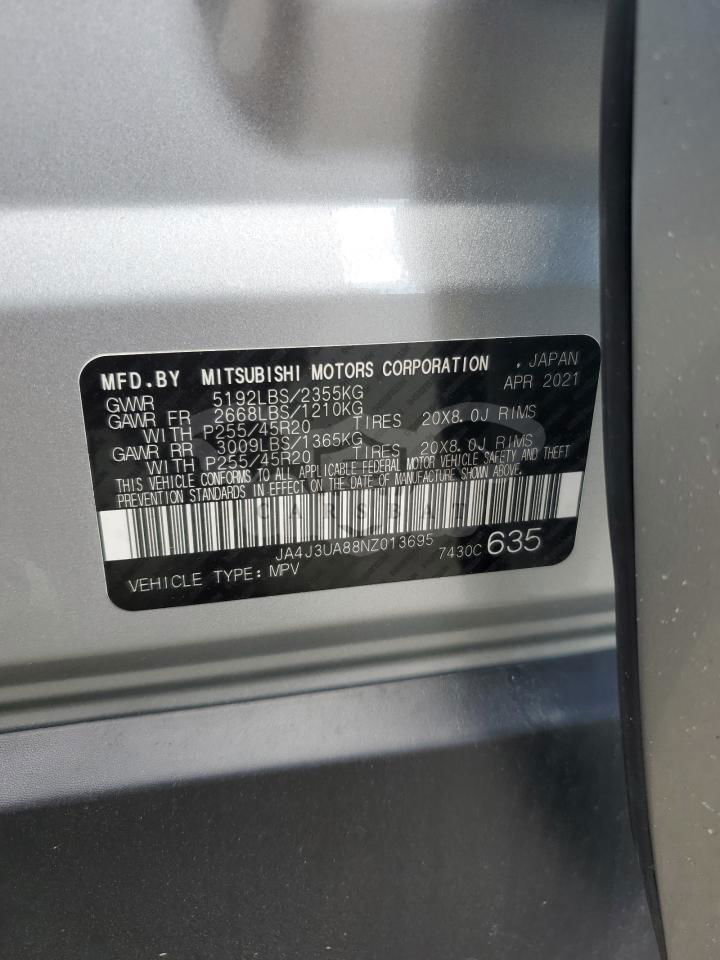 MFD.BY MITSUBISHI MOTORS CORPORATION , JAPAN
GVWR 5192LBS/2355KG APR 2021
GAWR FR 2668LBS/1210KG
WITH P255/45R20 TIRES 20X8.0J RIMS
GAWR RR 3009LBS/1365KG
WITH P255/45R20 TIRES 20X8.0J RIMS
THIS VEHICLE CONFORMS TO ALL APPLICABLE FEDERAL MOTOR VEHICLE SAFETY AND THEFT
PREVENTION STANDARDS IN EFFECT ON THE DATE OF MANUFACTURE SHOWN ABOVE.
CARSBAT
JA4J3UA88NZ013695 7430C 635
VEHICLE TYPE: MPV